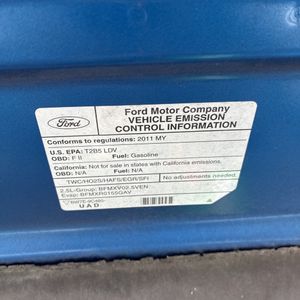 Ford
Ford Motor Company
VEHICLE EMISSION
CONTROL INFORMATION
Conforms to regulations: 2011 MY
U.S. EPA: T2B5 LDV
OBD: F II Fuel: Gasoline
California: Not for sale in states with California emissions.
OBD: N/A Fuel: N/A
TWC/HO2S/HAFS/EGR/SFI
No adjustments needed.
2.5L-Group: BFMXV02.5VEN
Evap: BFMXR0155GAV
U A D